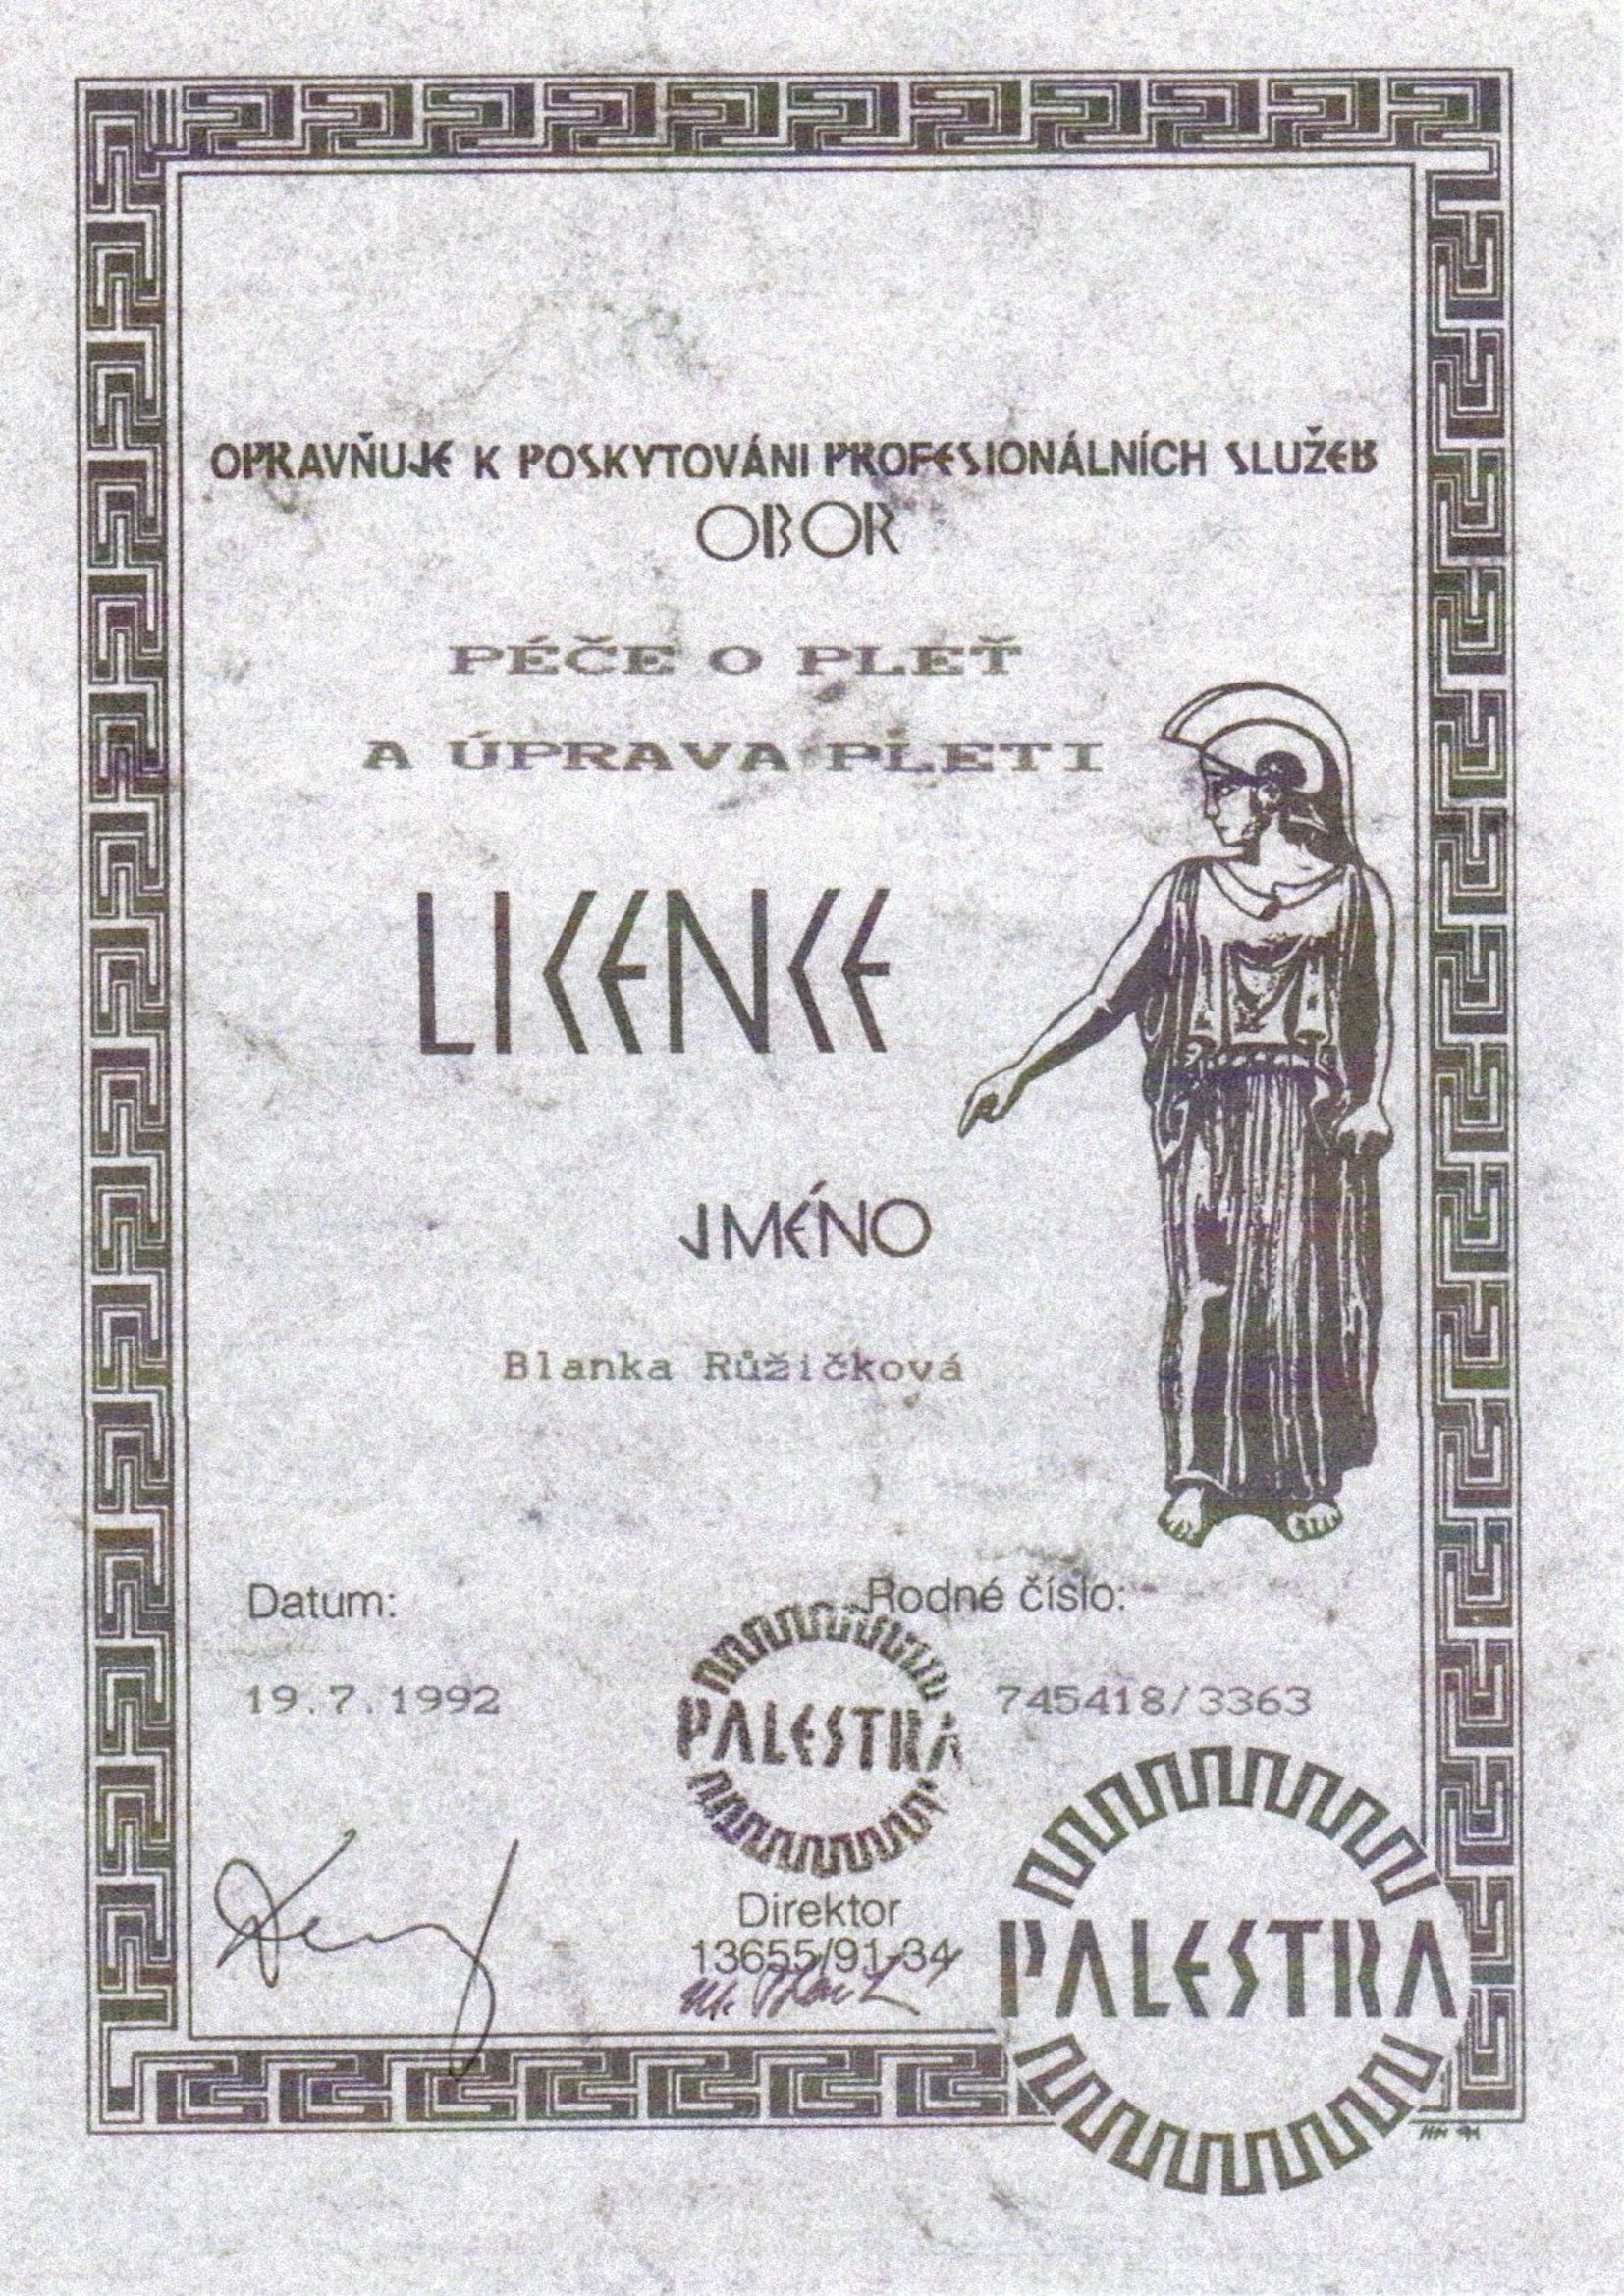 OPRAVŇUJE K POSKYTOVÁNI PROFESIONÁLNÍCH SLUŽEB
OBOR
PÉČE O PLEŤ
A ÚPRAVA PLETI
LICENCE
JMÉNO
Blanka Růžičková
Datum:
Rodné číslo:
19.7.1992
745418/3363
PALESTRA
Direktor
13655/91-34
PALESTRA